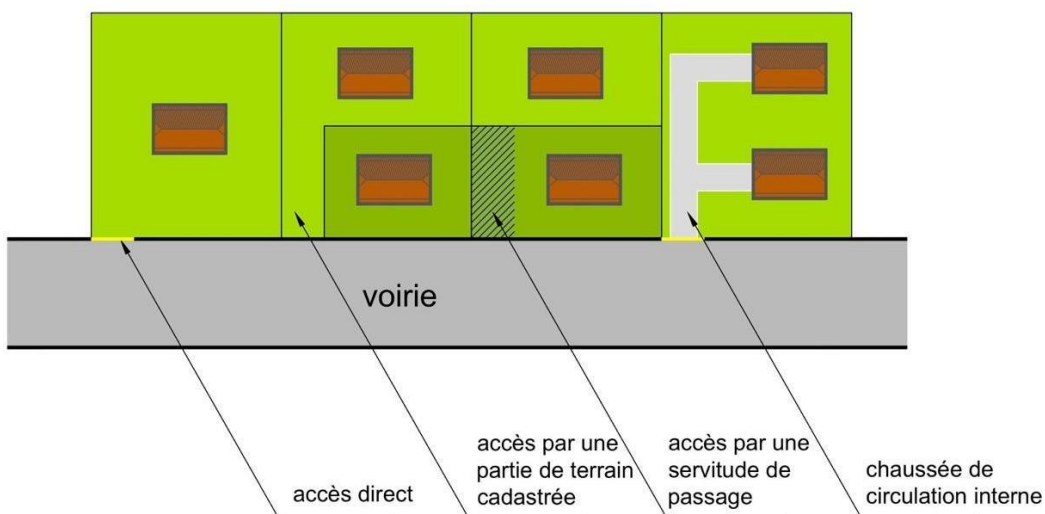 voirie
accès direct
accès par une
partie de terrain
cadastrée
accès par une
servitude de
passage
chaussée de
circulation interne